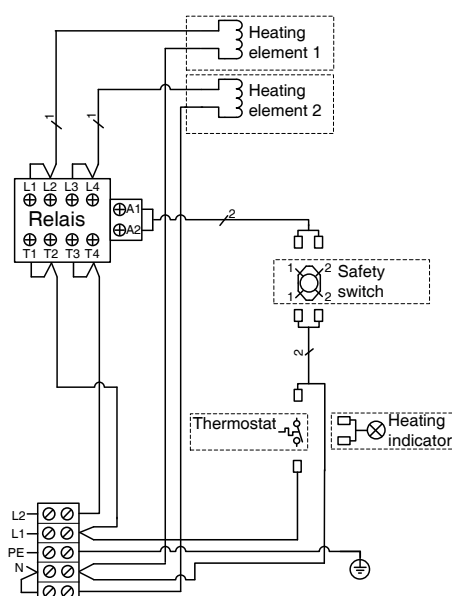 Heating
element 1
Heating
element 2
1
1
L1 L2 L3 L4
Relais
A1
A2
T1 T2 T3 T4
2
1 2
1 2
Safety
switch
2
Thermostat
Heating
indicator
L2
L1
PE
N